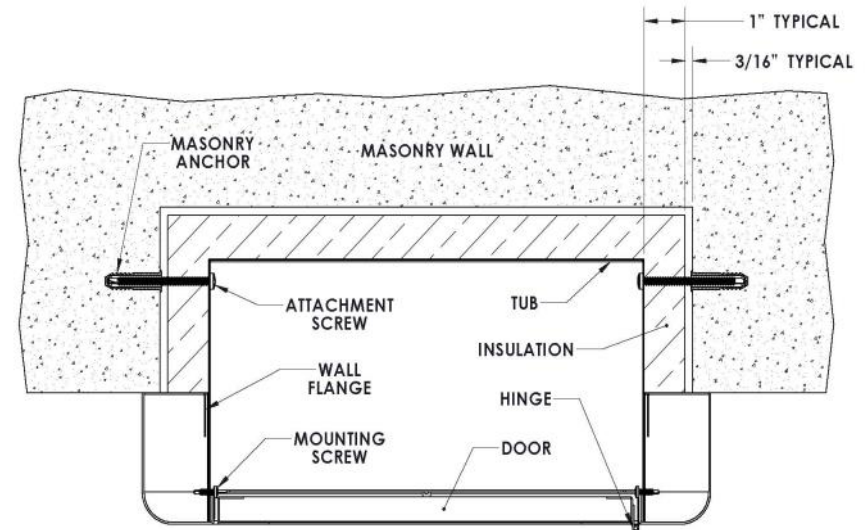 1” TYPICAL
3/16” TYPICAL
MASONRY
ANCHOR
MASONRY WALL
ATTACHMENT
SCREW
TUB
INSULATION
WALL
FLANGE
HINGE
MOUNTING
SCREW
DOOR